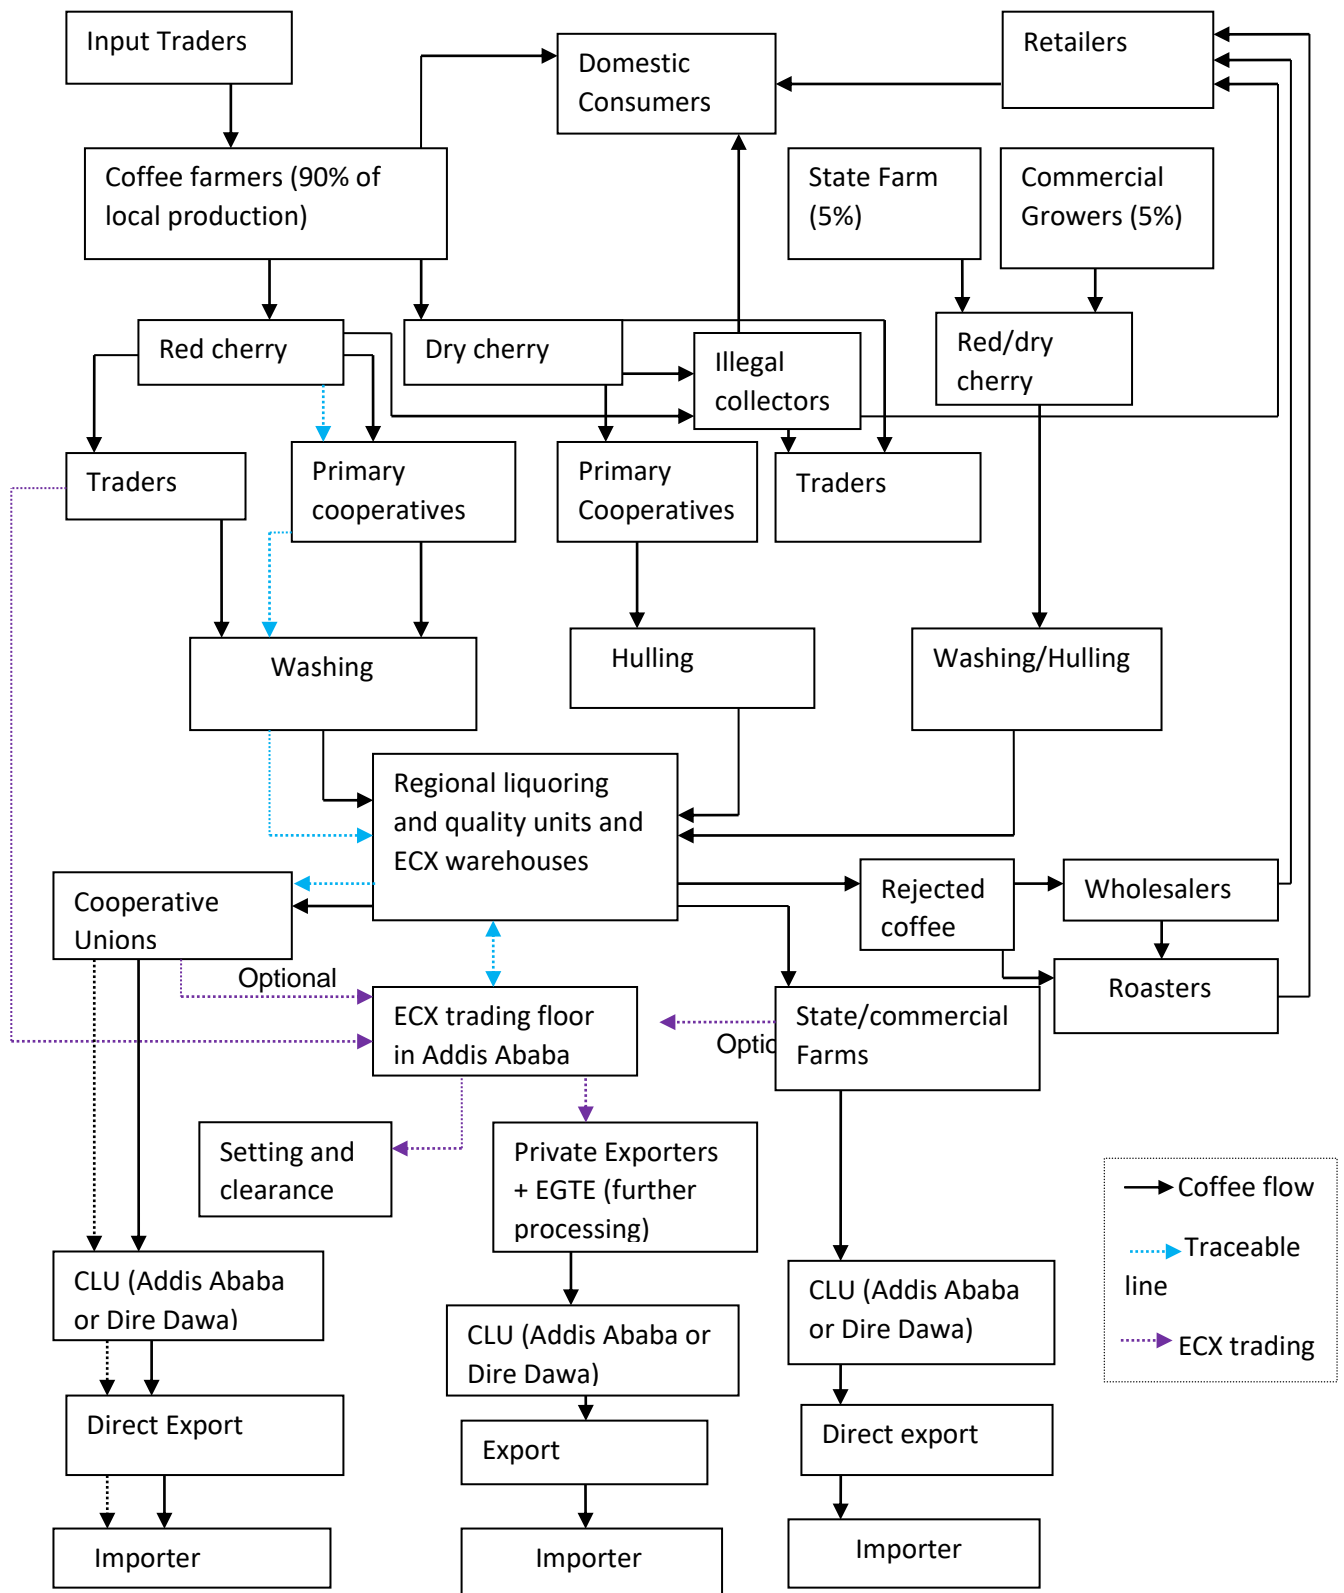 Input Traders
Domestic
Consumers
Retailers
Coffee farmers (90% of
local production)
State Farm
(5%)
Commercial
Growers (5%)
Red cherry
Dry cherry
Illegal
collectors
Red/dry
cherry
Traders
Primary
cooperatives
Primary
Cooperatives
Traders
Washing
Hulling
Washing/Hulling
Regional liquoring
and quality units and
ECX warehouses
Cooperative
Unions
Rejected
coffee
Wholesalers
Roasters
Optional
ECX trading floor
in Addis Ababa
Optic
State/commercial
Farms
Setting and
clearance
Private Exporters
+ EGTE (further
processing)
Coffee flow
Traceable
line
ECX trading
CLU (Addis Ababa
or Dire Dawa)
CLU (Addis Ababa or
Dire Dawa)
CLU (Addis Ababa
or Dire Dawa)
Direct Export
Export
Direct export
Importer
Importer
Importer